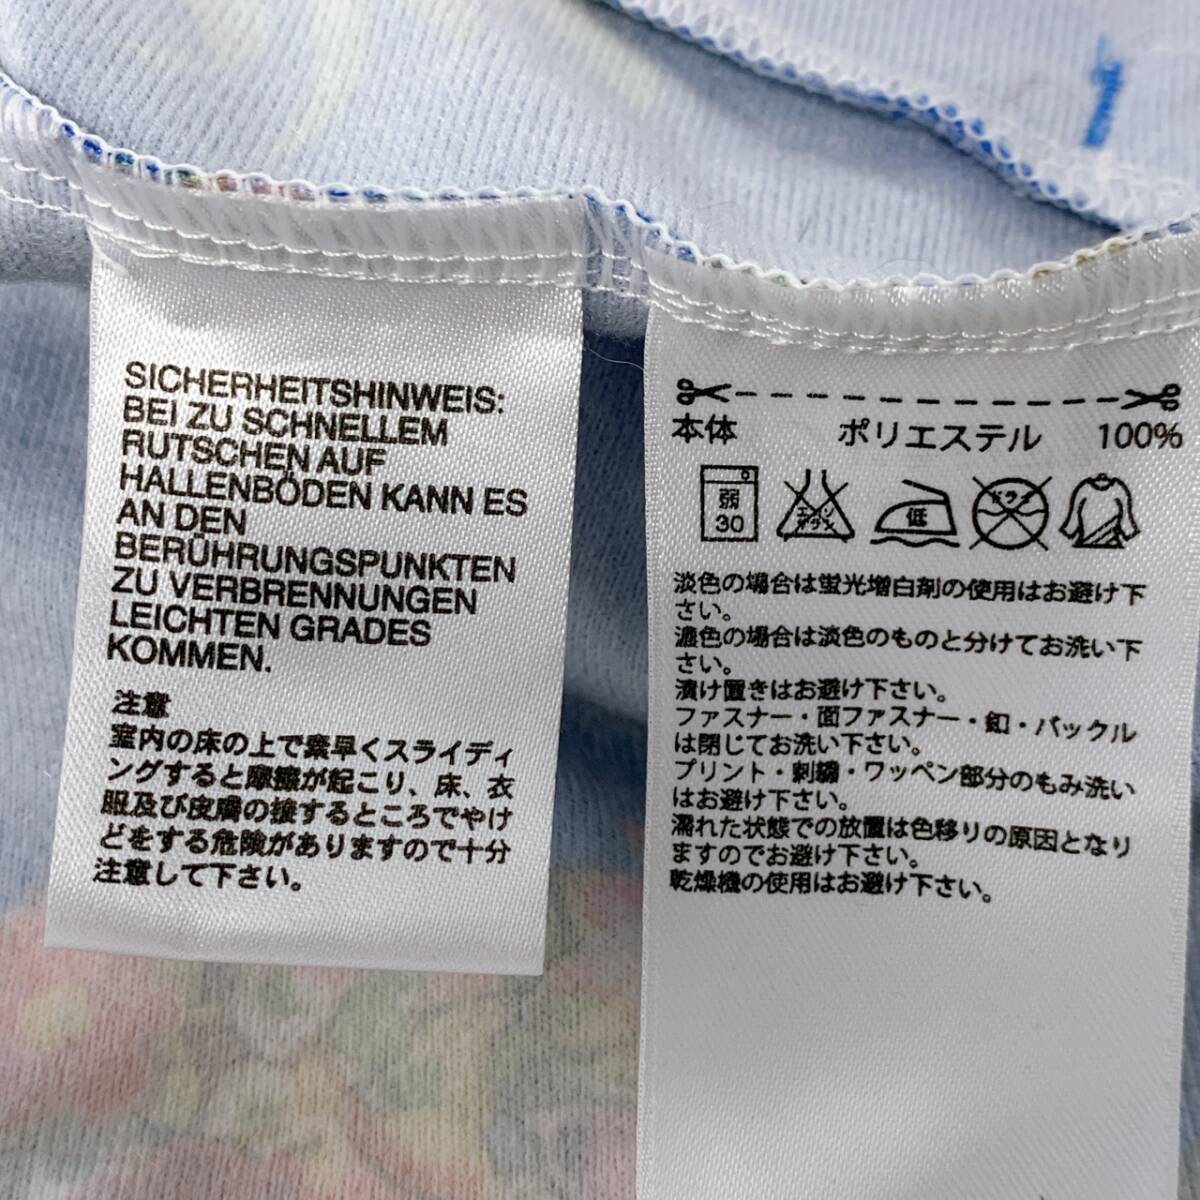 SICHERHEITSHINWEIS:
BEI ZU SCHNELLEM
RUTSCHEN AUF
HALLENBÖDEN KANN ES
AN DEN
BERÜHRUNGSPUNKTEN
ZU VERBRENNUNGEN
LEICHTEN GRADES
KOMMEN.
注意
室内の床の上で素早くスライディ
ングすると摩擦が起こり、床、衣
服及び皮膚の接するところでやけ
どをする危険がありますので十分
注意して下さい。
本体 ポリエステル 100%
弱 30 エンソ サラシ 低 ドライ
淡色の場合は蛍光増白剤の使用はお避け下
さい。
濃色の場合は淡色のものと分けてお洗い下
さい。
漬け置きはお避け下さい。
ファスナー・面ファスナー・釦・バックル
は閉じてお洗い下さい。
プリント・刺繍・ワッペン部分のもみ洗い
はお避け下さい。
濡れた状態での放置は色移りの原因となり
ますのでお避け下さい。
乾燥機の使用はお避け下さい。